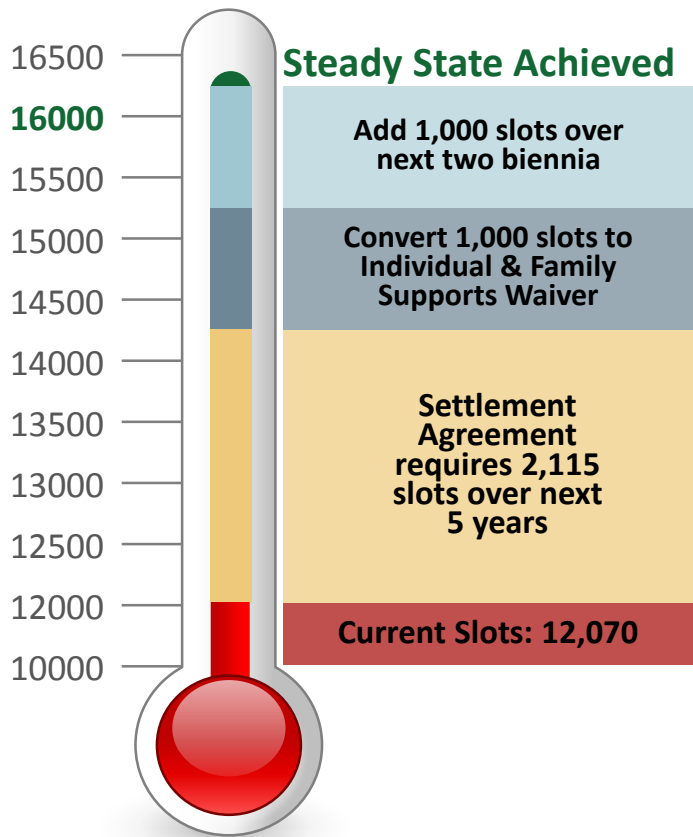 16500
16000
15500
15000
14500
14000
13500
13000
12500
12000
10000
Steady State Achieved
Add 1,000 slots over
next two biennia
Convert 1,000 slots to
Individual & Family
Supports Waiver
Settlement
Agreement
requires 2,115
slots over next
5 years
Current Slots: 12,070